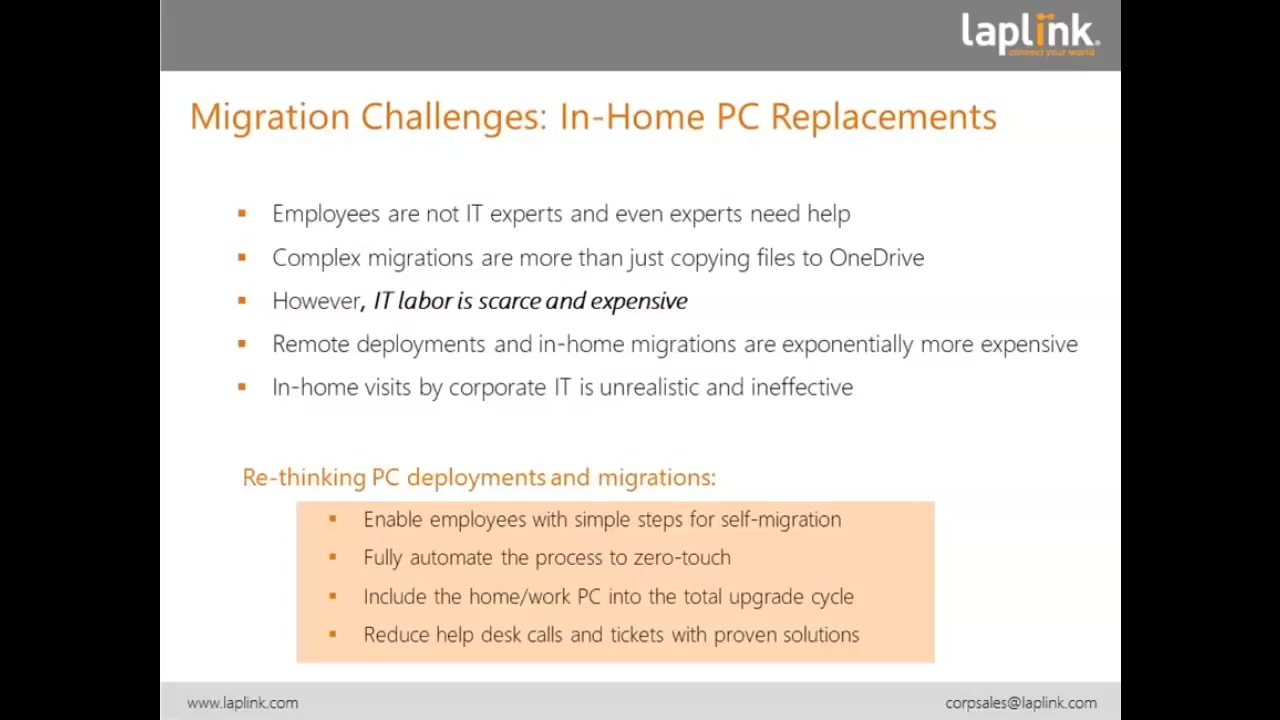 laplink®
connect your world
Migration Challenges: In-Home PC Replacements
▪ Employees are not IT experts and even experts need help
▪ Complex migrations are more than just copying files to OneDrive
▪ However, IT labor is scarce and expensive
▪ Remote deployments and in-home migrations are exponentially more expensive
▪ In-home visits by corporate IT is unrealistic and ineffective
Re-thinking PC deployments and migrations:
▪ Enable employees with simple steps for self-migration
▪ Fully automate the process to zero-touch
▪ Include the home/work PC into the total upgrade cycle
▪ Reduce help desk calls and tickets with proven solutions
www.laplink.com
corpsales@laplink.com